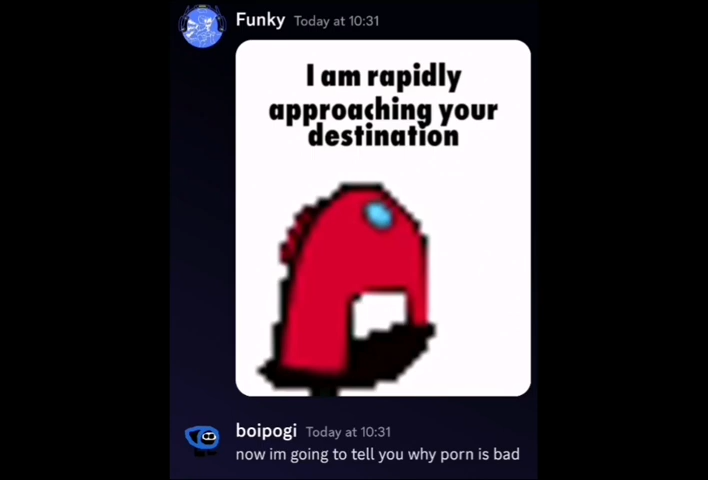 Funky Today at 10:31
I am rapidly
approaching your
destination
boipogi Today at 10:31
now im going to tell you why porn is bad